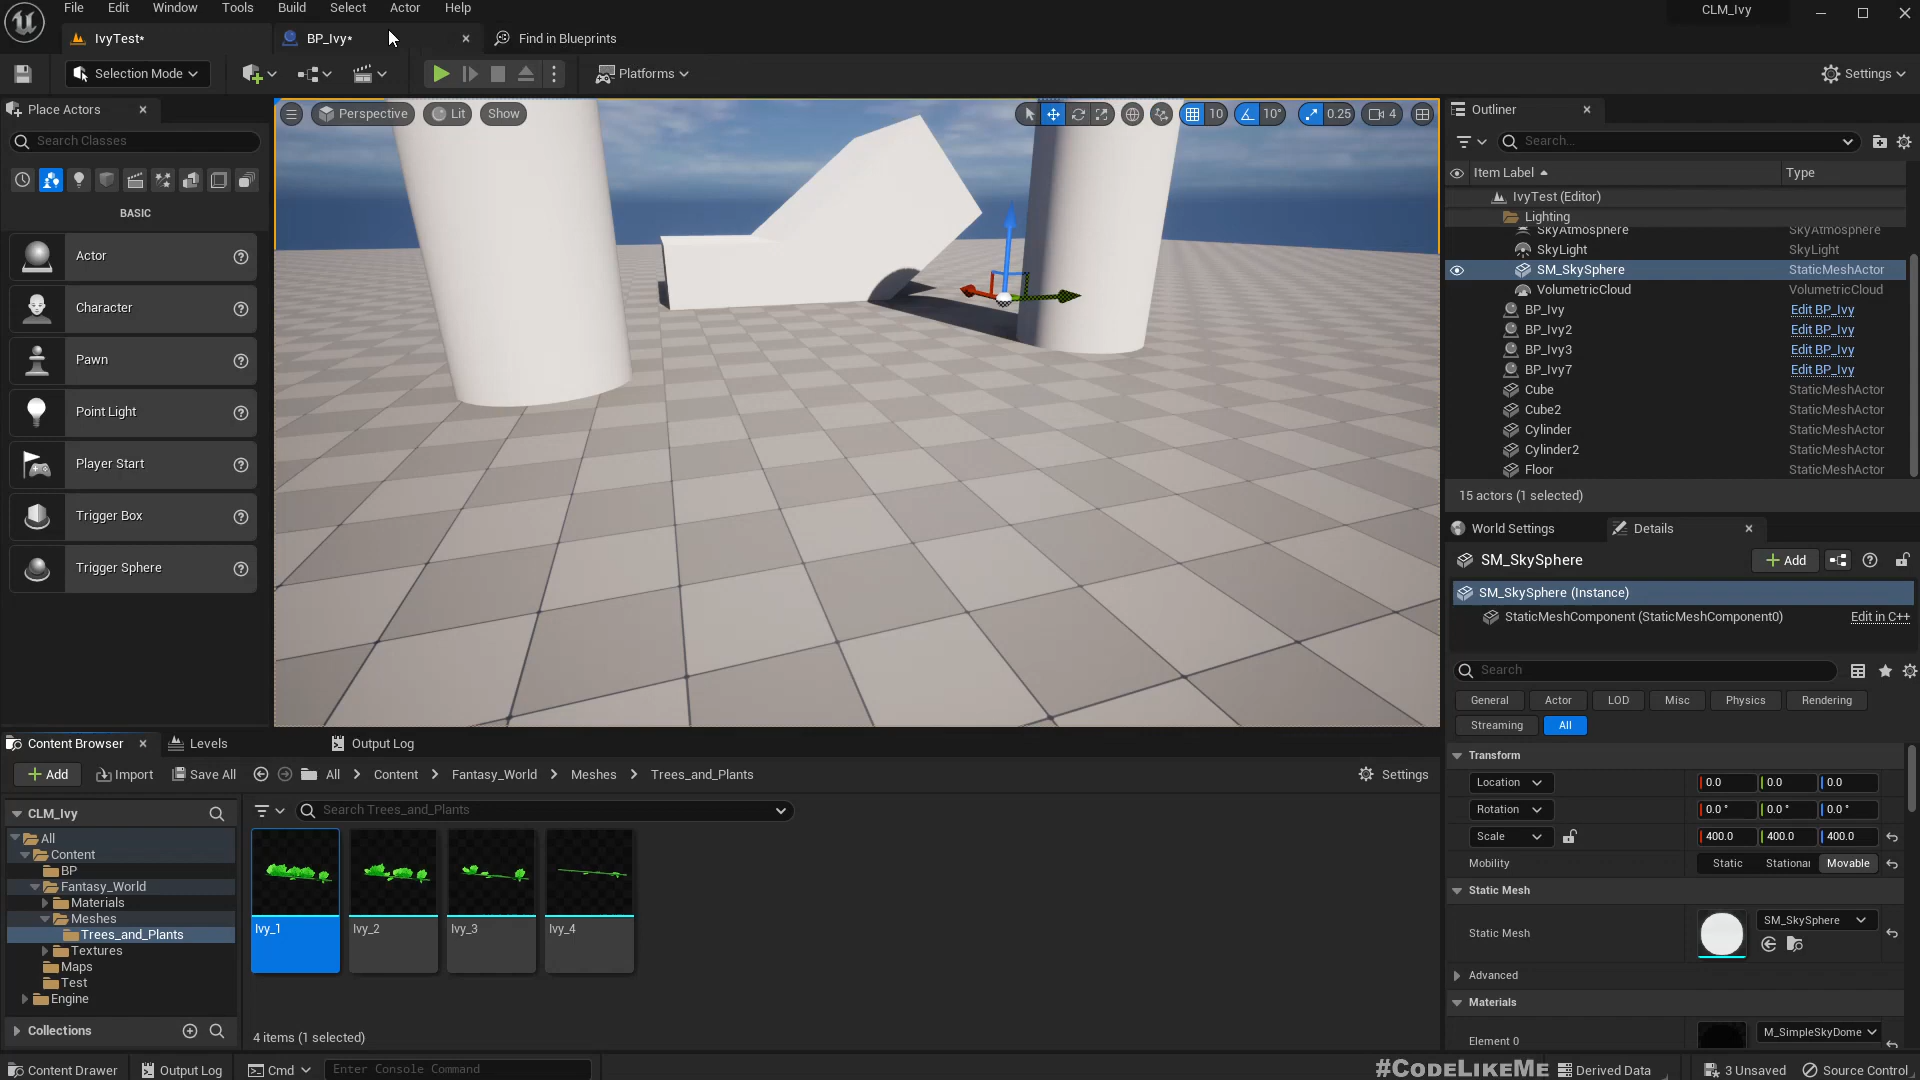 File Edit Window Tools Build Select Actor Help
CLM_Ivy
IvyTest*
BP_Ivy*
Find in Blueprints
Selection Mode
Platforms
Settings
Place Actors
Search Classes
BASIC
Actor
Character
Pawn
Point Light
Player Start
Trigger Box
Trigger Sphere
Perspective Lit Show
10 10° 0.25 4
Outliner
Search...
Item Label Type
IvyTest (Editor)
Lighting
SkyAtmosphere SkyAtmosphere
SkyLight SkyLight
SM_SkySphere StaticMeshActor
VolumetricCloud VolumetricCloud
BP_Ivy Edit BP_Ivy
BP_Ivy2 Edit BP_Ivy
BP_Ivy3 Edit BP_Ivy
BP_Ivy7 Edit BP_Ivy
Cube StaticMeshActor
Cube2 StaticMeshActor
Cylinder StaticMeshActor
Cylinder2 StaticMeshActor
Floor StaticMeshActor
15 actors (1 selected)
World Settings Details
SM_SkySphere Add
SM_SkySphere (Instance)
StaticMeshComponent (StaticMeshComponent0) Edit in C++
Search
General Actor LOD Misc Physics Rendering
Streaming All
Transform
Location 0.0 0.0 0.0
Rotation 0.0° 0.0° 0.0°
Scale 400.0 400.0 400.0
Mobility Static Stationar Movable
Static Mesh
Static Mesh SM_SkySphere
Advanced
Materials
Element 0 M_SimpleSkyDome
Content Browser Levels Output Log
Add Import Save All All Content Fantasy_World Meshes Trees_and_Plants Settings
CLM_Ivy
All
Content
BP
Fantasy_World
Materials
Meshes
Trees_and_Plants
Textures
Maps
Test
Engine
Collections
Search Trees_and_Plants
Ivy_1 Ivy_2 Ivy_3 Ivy_4
4 items (1 selected)
Content Drawer Output Log Cmd Enter Console Command
#CODELIKEME Derived Data 3 Unsaved Source Control